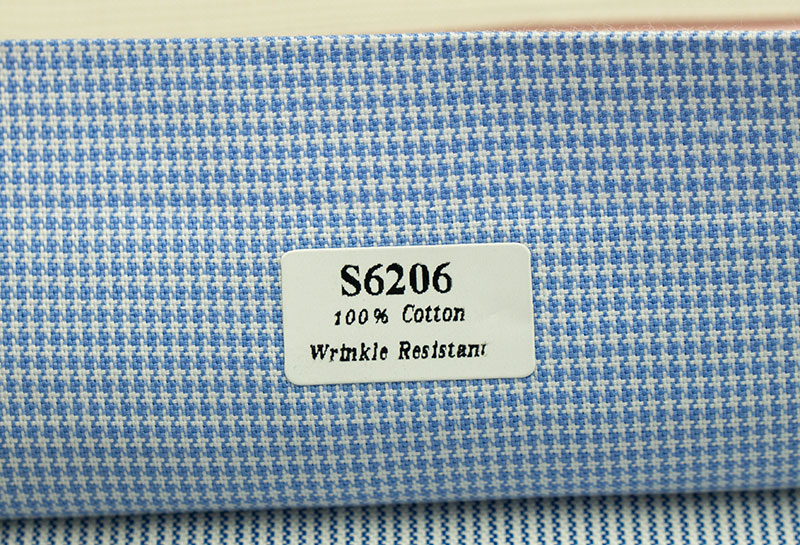 S6206
100% Cotton
Wrinkle Resistant